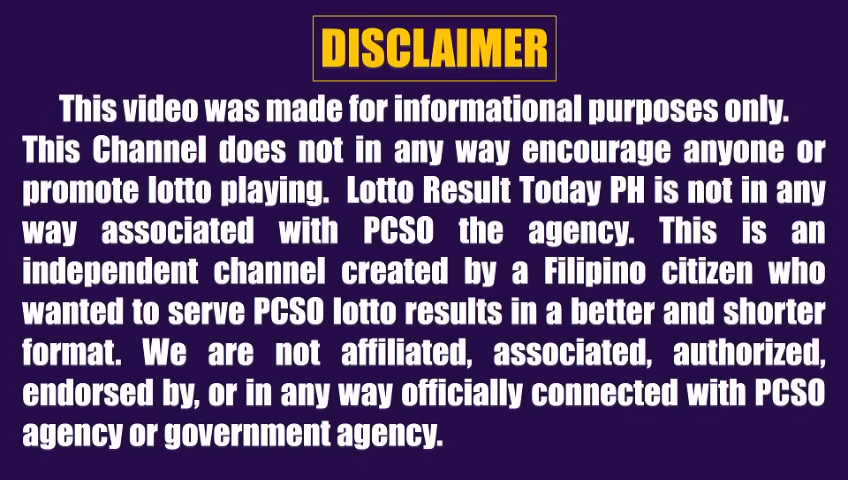 DISCLAIMER
This video was made for informational purposes only.
This Channel does not in any way encourage anyone or
promote lotto playing. Lotto Result Today PH is not in any
way associated with PCSO the agency. This is an
independent channel created by a Filipino citizen who
wanted to serve PCSO lotto results in a better and shorter
format. We are not affiliated, associated, authorized,
endorsed by, or in any way officially connected with PCSO
agency or government agency.